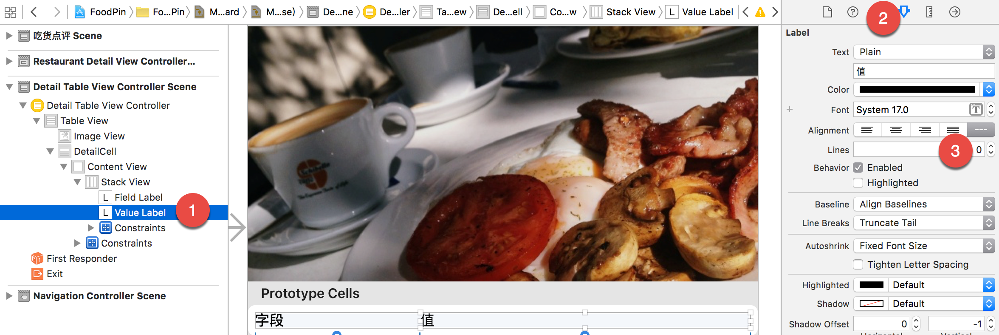 FoodPin
Fo...Pin
M...ard
M...se)
De...ne
De...ler
Ta...ew
De...ell
Co...w
Stack View
Value Label
吃货点评 Scene
Restaurant Detail View Controller...
Detail Table View Controller Scene
Detail Table View Controller
Table View
Image View
DetailCell
Content View
Stack View
L Field Label
L Value Label
1
Constraints
Constraints
First Responder
Exit
Navigation Controller Scene
Prototype Cells
字段
值
2
Label
Text Plain
值
Color
Font System 17.0
Alignment
Lines 0
3
Behavior Enabled
Highlighted
Baseline Align Baselines
Line Breaks Truncate Tail
Autoshrink Fixed Font Size
Tighten Letter Spacing
Highlighted Default
Shadow Default
Shadow Offset 0 -1
Horizontal Vertical